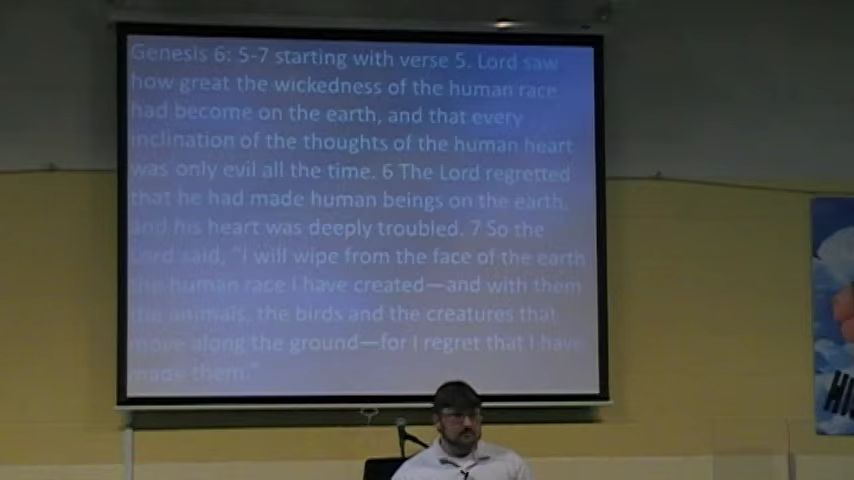 Genesis 6: 5-7 starting with verse 5. Lord saw
how great the wickedness of the human race
had become on the earth, and that every
inclination of the thoughts of the human heart
was only evil all the time. 6 The Lord regretted
that he had made human beings on the earth,
and his heart was deeply troubled. 7 So the
Lord said, "I will wipe from the face of the earth
the human race I have created—and with them
the animals, the birds and the creatures that
move along the ground—for I regret that I have
made them."